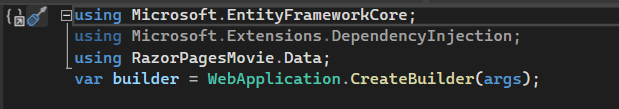 using Microsoft.EntityFrameworkCore;
using Microsoft.Extensions.DependencyInjection;
using RazorPagesMovie.Data;
var builder = WebApplication.CreateBuilder(args);